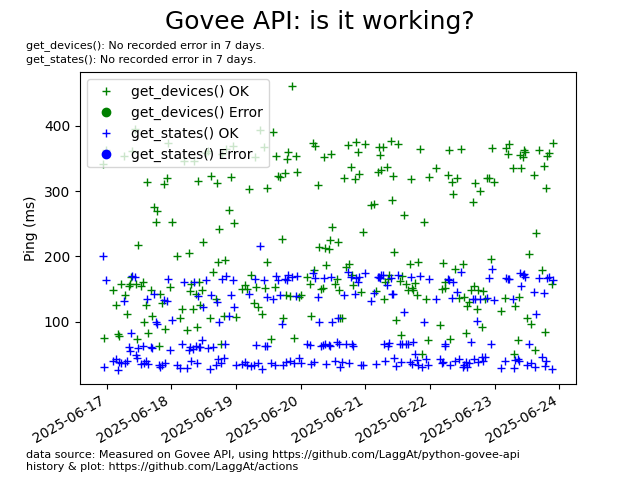 Govee API: is it working?
get_devices(): No recorded error in 7 days.
get_states(): No recorded error in 7 days.
get_devices() OK
get_devices() Error
get_states() OK
get_states() Error
Ping (ms)
400
300
200
100
2025-06-17
2025-06-18
2025-06-19
2025-06-20
2025-06-21
2025-06-22
2025-06-23
2025-06-24
data source: Measured on Govee API, using https://github.com/LaggAt/python-govee-api
history & plot: https://github.com/LaggAt/actions